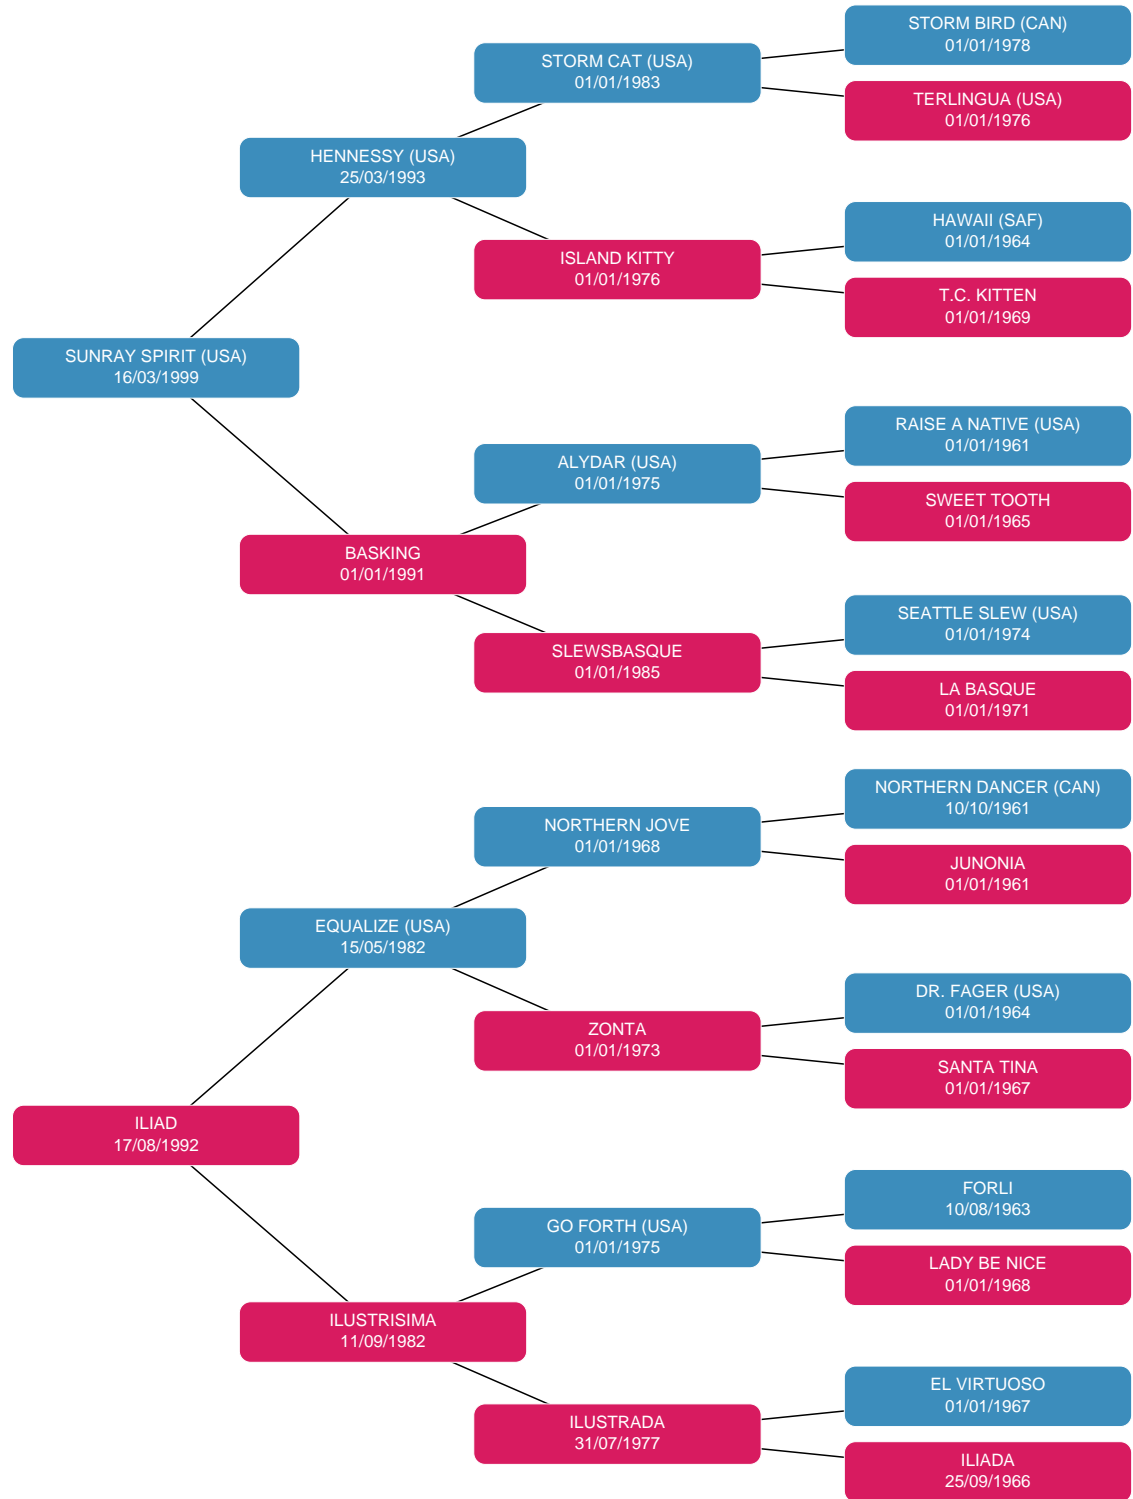 STORM BIRD (CAN)
01/01/1978
STORM CAT (USA)
01/01/1983
TERLINGUA (USA)
01/01/1976
HENNESSY (USA)
25/03/1993
HAWAII (SAF)
01/01/1964
ISLAND KITTY
01/01/1976
T.C. KITTEN
01/01/1969
SUNRAY SPIRIT (USA)
16/03/1999
RAISE A NATIVE (USA)
01/01/1961
ALYDAR (USA)
01/01/1975
SWEET TOOTH
01/01/1965
BASKING
01/01/1991
SEATTLE SLEW (USA)
01/01/1974
SLEWSBASQUE
01/01/1985
LA BASQUE
01/01/1971
NORTHERN DANCER (CAN)
10/10/1961
NORTHERN JOVE
01/01/1968
JUNONIA
01/01/1961
EQUALIZE (USA)
15/05/1982
DR. FAGER (USA)
01/01/1964
ZONTA
01/01/1973
SANTA TINA
01/01/1967
ILIAD
17/08/1992
FORLI
10/08/1963
GO FORTH (USA)
01/01/1975
LADY BE NICE
01/01/1968
ILUSTRISIMA
11/09/1982
EL VIRTUOSO
01/01/1967
ILUSTRADA
31/07/1977
ILIADA
25/09/1966